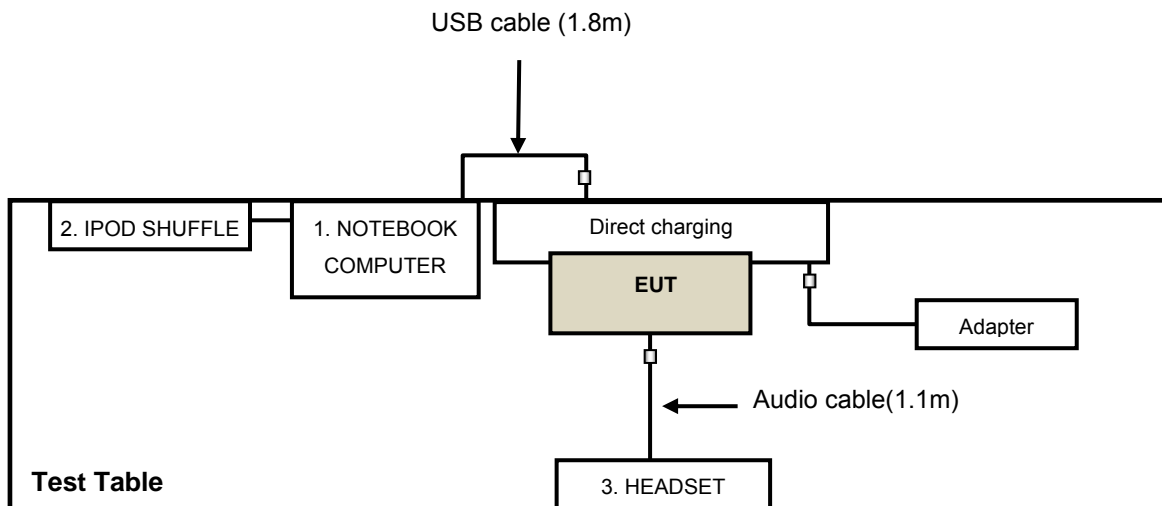 USB cable (1.8m)
2. IPOD SHUFFLE
1. NOTEBOOK
COMPUTER
Direct charging
EUT
Adapter
Audio cable(1.1m)
Test Table
3. HEADSET